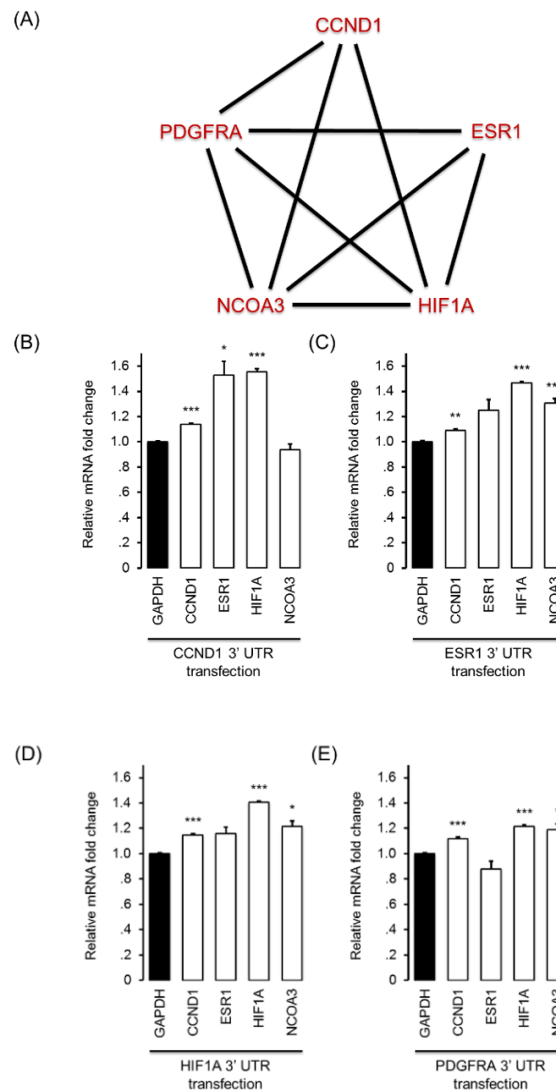 (A)
CCND1
PDGFRA
ESR1
NCOA3
HIF1A
(B)
Relative mRNA fold change
1.6
1.4
1.2
1.0
.8
.6
.4
.2
0
***
*
***
GAPDH
CCND1
ESR1
HIF1A
NCOA3
CCND1 3' UTR
transfection
(C)
Relative mRNA fold change
1.6
1.4
1.2
1.0
.8
.6
.4
.2
0
**
***
**
GAPDH
CCND1
ESR1
HIF1A
NCOA3
ESR1 3' UTR
transfection
(D)
Relative mRNA fold change
1.6
1.4
1.2
1.0
.8
.6
.4
.2
0
***
***
*
GAPDH
CCND1
ESR1
HIF1A
NCOA3
HIF1A 3' UTR
transfection
(E)
Relative mRNA fold change
1.6
1.4
1.2
1.0
.8
.6
.4
.2
0
***
***
GAPDH
CCND1
ESR1
HIF1A
NCOA3
PDGFRA 3' UTR
transfection